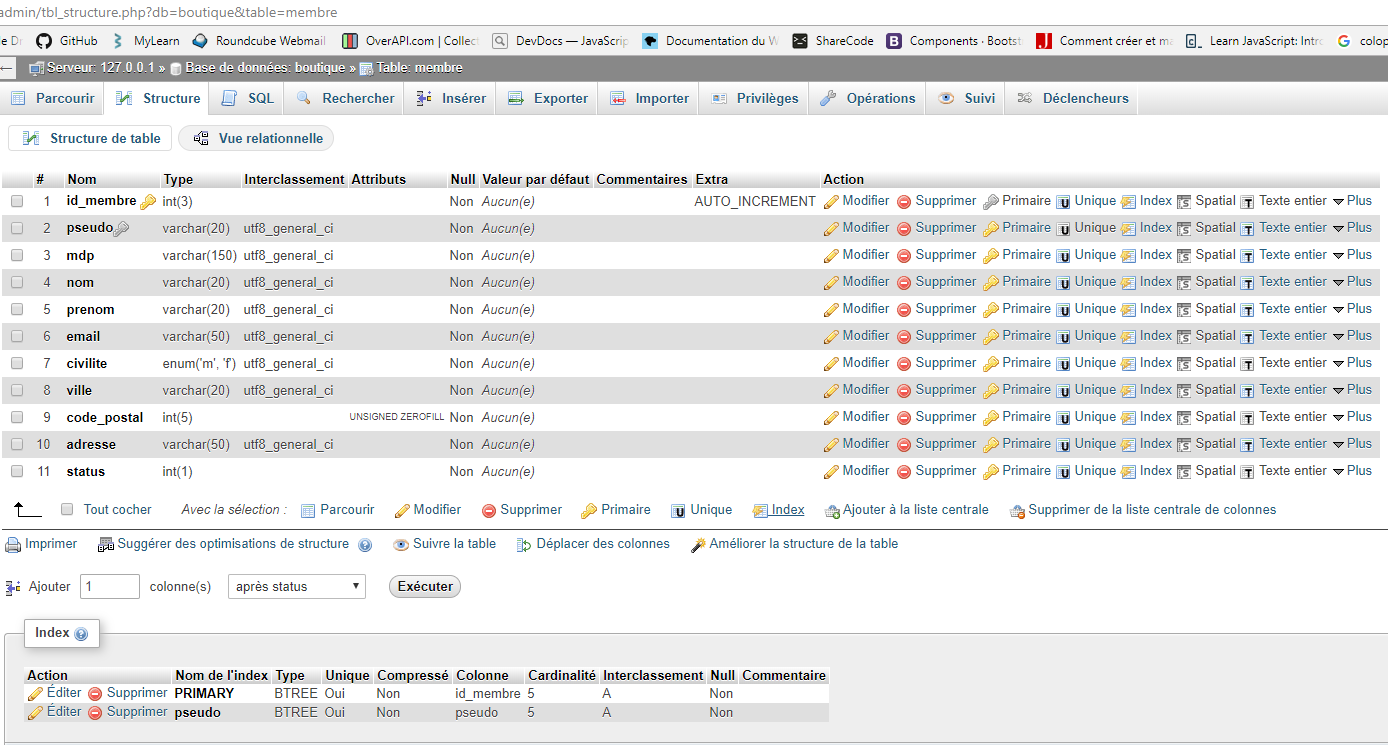 admin/tbl_structure.php?db=boutique&table=membre
GitHub MyLearn Roundcube Webmail OverAPI.com | Collect DevDocs — JavaScrip Documentation du W ShareCode Components · Bootst Comment créer et ma Learn JavaScript: Intro colop
Serveur: 127.0.0.1 » Base de données: boutique » Table: membre
Parcourir Structure SQL Rechercher Insérer Exporter Importer Privilèges Opérations Suivi Déclencheurs
Structure de table Vue relationnelle
# Nom Type Interclassement Attributs Null Valeur par défaut Commentaires Extra Action
1 id_membre int(3) Non Aucun(e) AUTO_INCREMENT Modifier Supprimer Primaire Unique Index Spatial Texte entier Plus
2 pseudo varchar(20) utf8_general_ci Non Aucun(e) Modifier Supprimer Primaire Unique Index Spatial Texte entier Plus
3 mdp varchar(150) utf8_general_ci Non Aucun(e) Modifier Supprimer Primaire Unique Index Spatial Texte entier Plus
4 nom varchar(20) utf8_general_ci Non Aucun(e) Modifier Supprimer Primaire Unique Index Spatial Texte entier Plus
5 prenom varchar(20) utf8_general_ci Non Aucun(e) Modifier Supprimer Primaire Unique Index Spatial Texte entier Plus
6 email varchar(50) utf8_general_ci Non Aucun(e) Modifier Supprimer Primaire Unique Index Spatial Texte entier Plus
7 civilite enum('m', 'f') utf8_general_ci Non Aucun(e) Modifier Supprimer Primaire Unique Index Spatial Texte entier Plus
8 ville varchar(20) utf8_general_ci Non Aucun(e) Modifier Supprimer Primaire Unique Index Spatial Texte entier Plus
9 code_postal int(5) UNSIGNED ZEROFILL Non Aucun(e) Modifier Supprimer Primaire Unique Index Spatial Texte entier Plus
10 adresse varchar(50) utf8_general_ci Non Aucun(e) Modifier Supprimer Primaire Unique Index Spatial Texte entier Plus
11 status int(1) Non Aucun(e) Modifier Supprimer Primaire Unique Index Spatial Texte entier Plus
Tout cocher Avec la sélection : Parcourir Modifier Supprimer Primaire Unique Index Ajouter à la liste centrale Supprimer de la liste centrale de colonnes
Imprimer Suggérer des optimisations de structure Suivre la table Déplacer des colonnes Améliorer la structure de la table
Ajouter 1 colonne(s) après status Exécuter
Index
Action Nom de l'index Type Unique Compressé Colonne Cardinalité Interclassement Null Commentaire
Éditer Supprimer PRIMARY BTREE Oui Non id_membre 5 A Non
Éditer Supprimer pseudo BTREE Oui Non pseudo 5 A Non